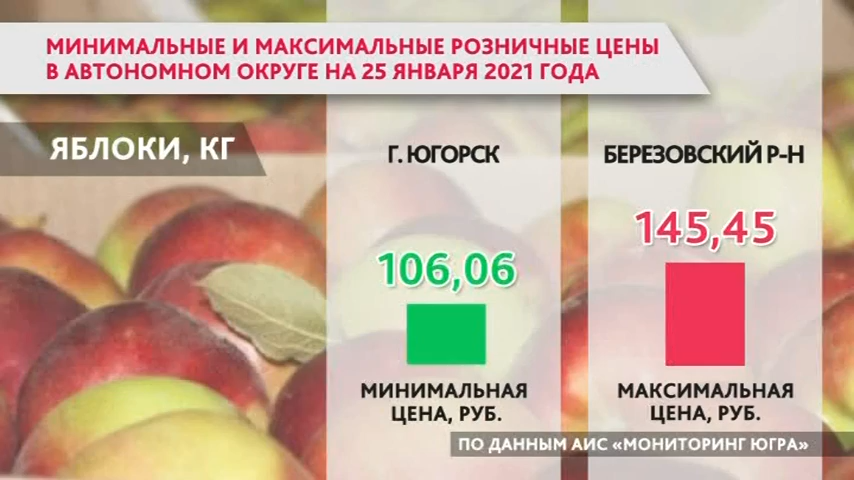 МИНИМАЛЬНЫЕ И МАКСИМАЛЬНЫЕ РОЗНИЧНЫЕ ЦЕНЫ
В АВТОНОМНОМ ОКРУГЕ НА 25 ЯНВАРЯ 2021 ГОДА
ЯБЛОКИ, КГ
Г. ЮГОРСК
БЕРЕЗОВСКИЙ Р-Н
106,06
145,45
МИНИМАЛЬНАЯ
ЦЕНА, РУБ.
МАКСИМАЛЬНАЯ
ЦЕНА, РУБ.
ПО ДАННЫМ АИС «МОНИТОРИНГ ЮГРА»